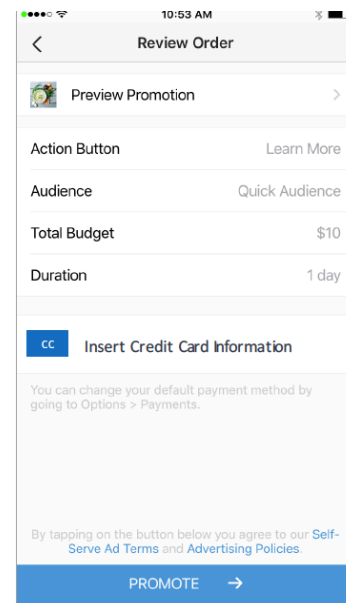 10:53 AM
Review Order
Preview Promotion
Action Button Learn More
Audience Quick Audience
Total Budget $10
Duration 1 day
CC Insert Credit Card Information
You can change your default payment method by
going to Options > Payments.
By tapping on the button below you agree to our Self-
Serve Ad Terms and Advertising Policies.
PROMOTE →